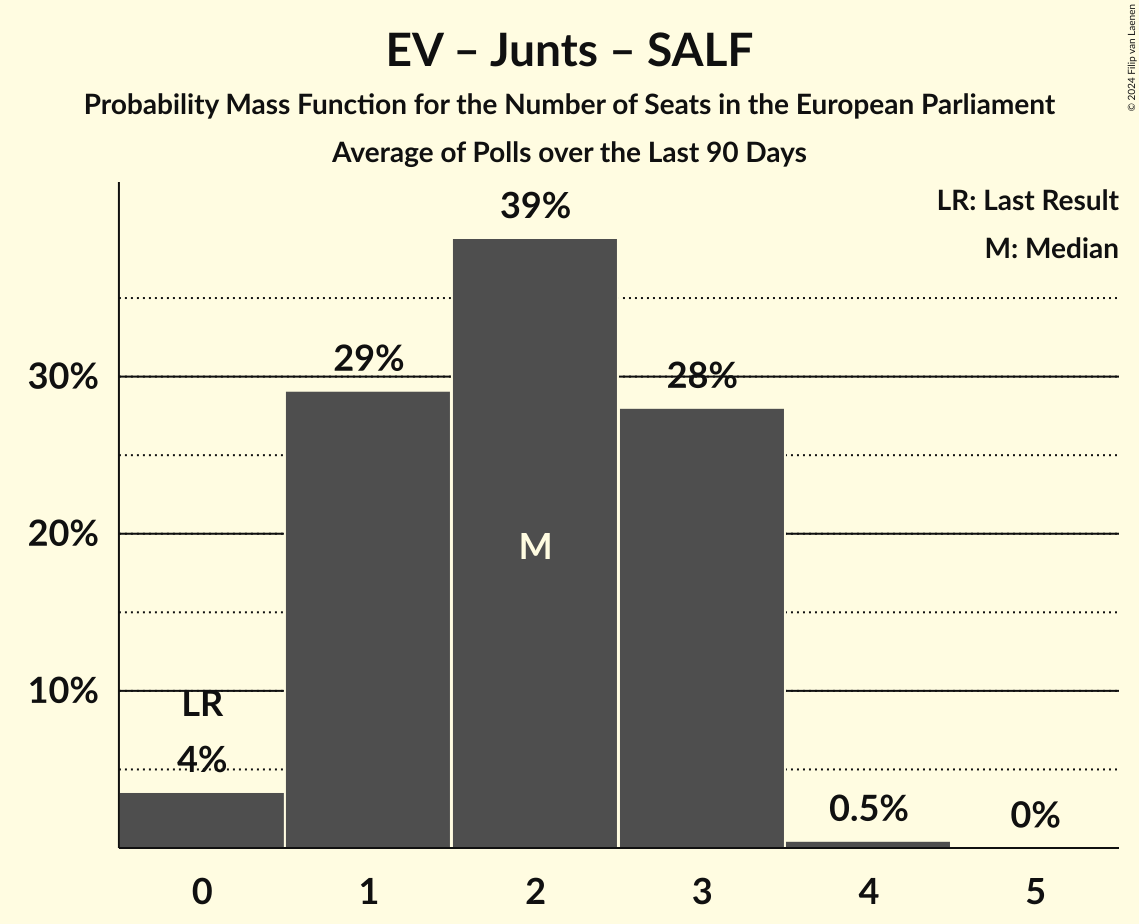 EV – Junts – SALF
Probability Mass Function for the Number of Seats in the European Parliament
Average of Polls over the Last 90 Days
© 2024 Filip van Laenen
LR: Last Result
M: Median
39%
29%
28%
30%
20%
10%
M
LR
4%
0.5%
0%
0 1 2 3 4 5